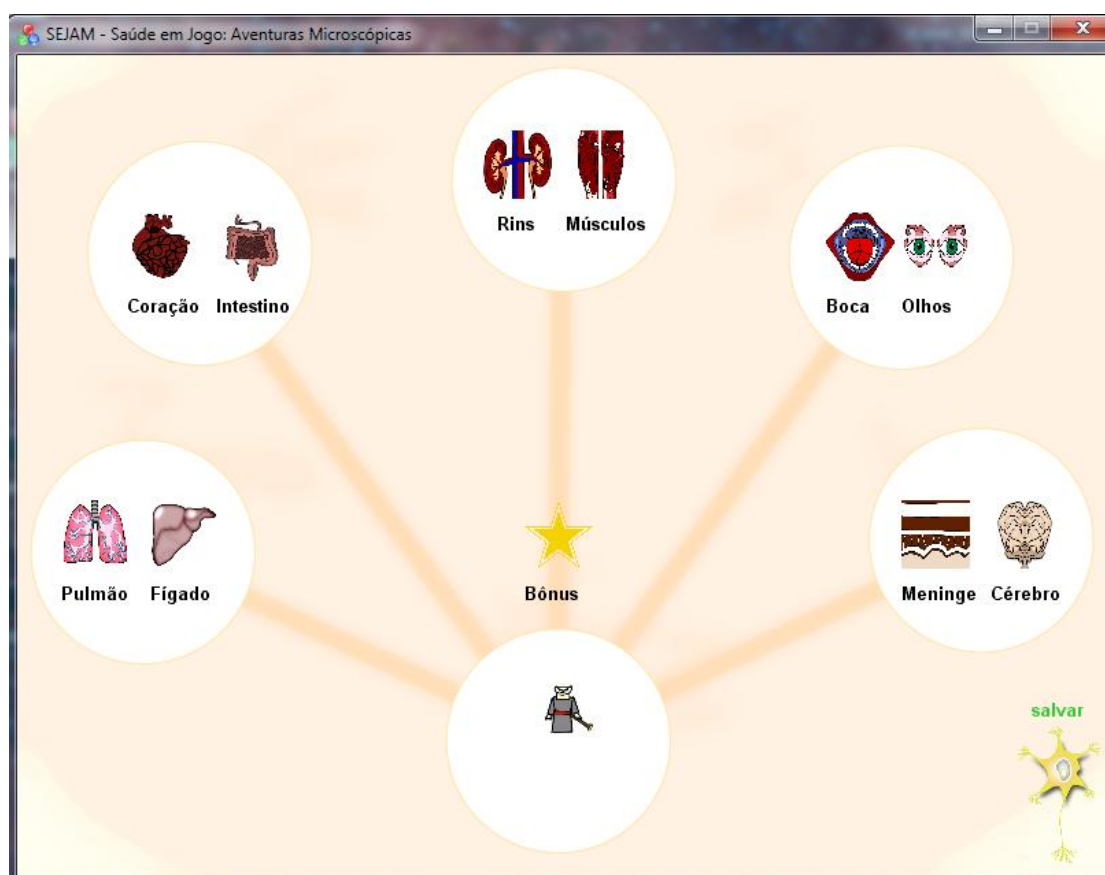 SEJAM - Saúde em Jogo: Aventuras Microscópicas
Rins Músculos
Coração Intestino
Boca Olhos
Pulmão Fígado
Bônus
Meninge Cérebro
salvar